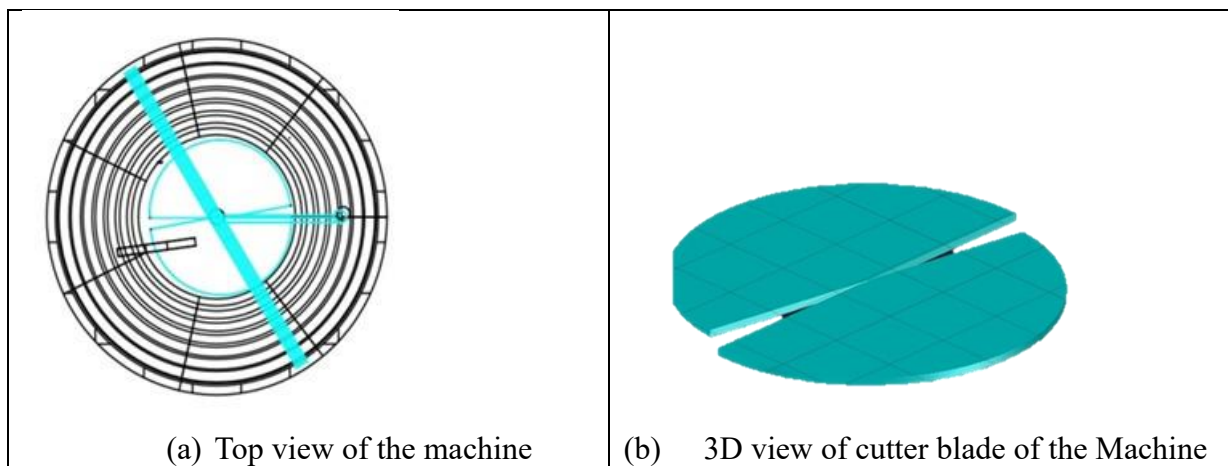 (a) Top view of the machine
(b) 3D view of cutter blade of the Machine